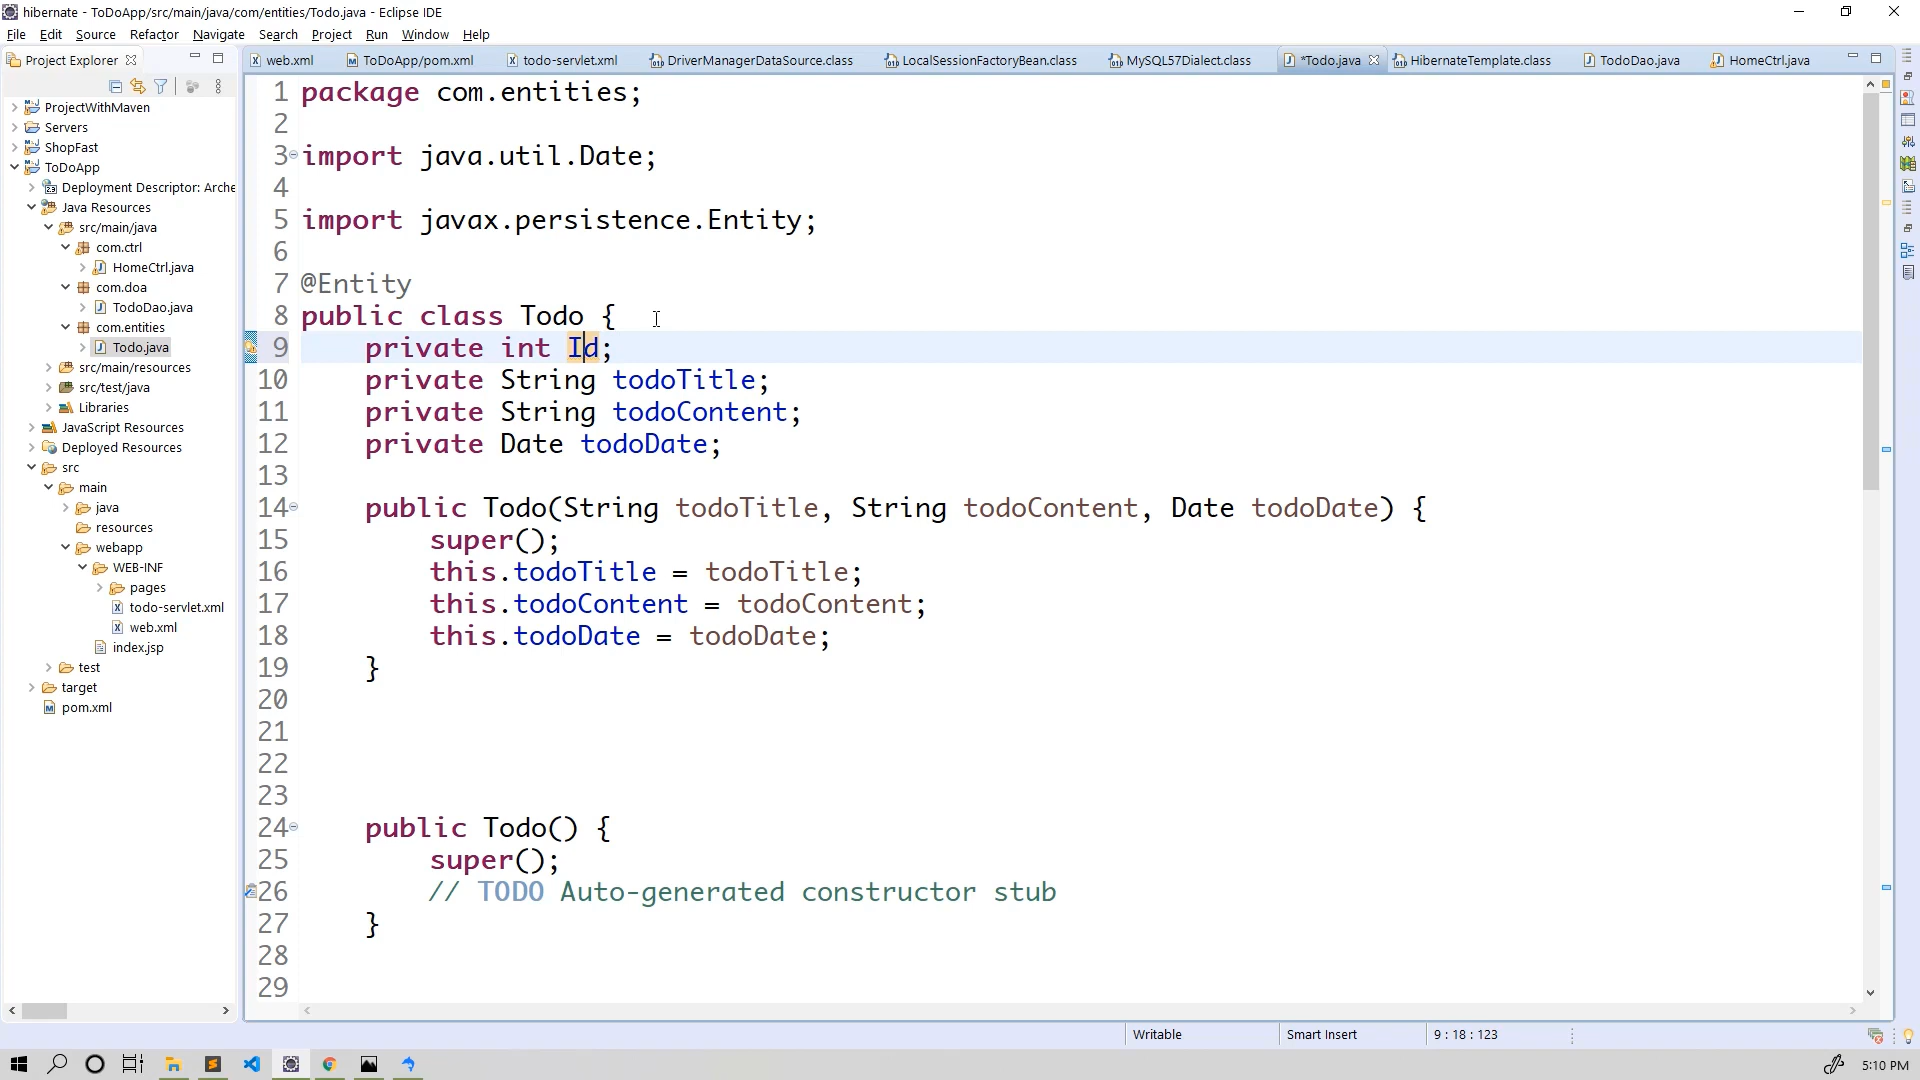 hibernate - ToDoApp/src/main/java/com/entities/Todo.java - Eclipse IDE
File Edit Source Refactor Navigate Search Project Run Window Help
Project Explorer
web.xml ToDoApp/pom.xml todo-servlet.xml DriverManagerDataSource.class LocalSessionFactoryBean.class MySQL57Dialect.class *Todo.java HibernateTemplate.class TodoDao.java HomeCtrl.java
ProjectWithMaven
Servers
ShopFast
ToDoApp
Deployment Descriptor: Arche
Java Resources
src/main/java
com.ctrl
HomeCtrl.java
com.doa
TodoDao.java
com.entities
Todo.java
src/main/resources
src/test/java
Libraries
JavaScript Resources
Deployed Resources
src
main
java
resources
webapp
WEB-INF
pages
todo-servlet.xml
web.xml
index.jsp
test
target
pom.xml
1 package com.entities;
2
3 import java.util.Date;
4
5 import javax.persistence.Entity;
6
7 @Entity
8 public class Todo {
9 private int Id;
10 private String todoTitle;
11 private String todoContent;
12 private Date todoDate;
13
14 public Todo(String todoTitle, String todoContent, Date todoDate) {
15 super();
16 this.todoTitle = todoTitle;
17 this.todoContent = todoContent;
18 this.todoDate = todoDate;
19 }
20
21
22
23
24 public Todo() {
25 super();
26 // TODO Auto-generated constructor stub
27 }
28
29
Writable Smart Insert 9 : 18 : 123
5:10 PM